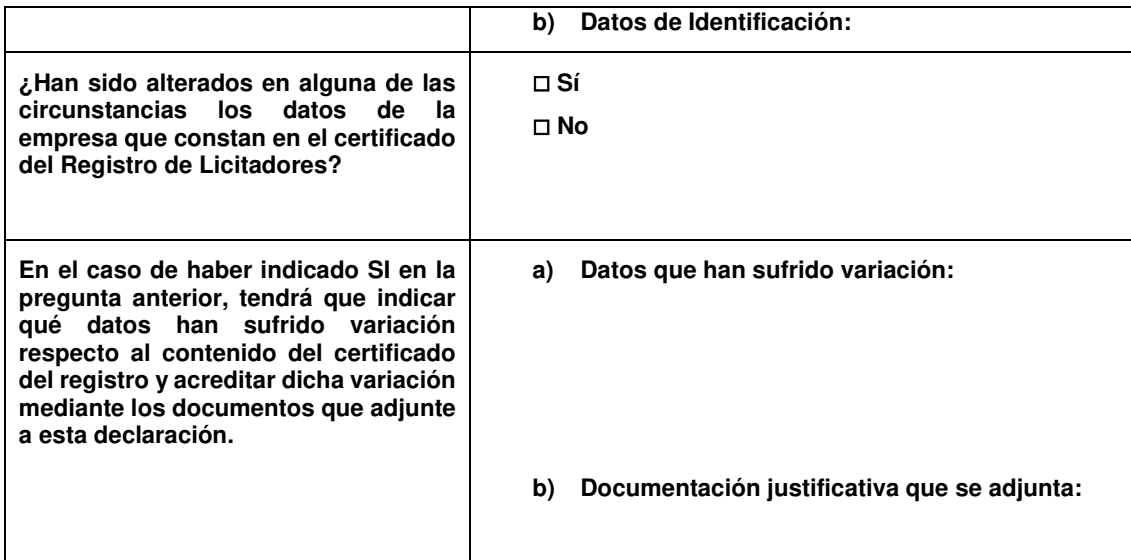 b) Datos de Identificación:
¿Han sido alterados en alguna de las
circunstancias los datos de la
empresa que constan en el certificado
del Registro de Licitadores?
☐ Sí
☐ No
En el caso de haber indicado SI en la
pregunta anterior, tendrá que indicar
qué datos han sufrido variación
respecto al contenido del certificado
del registro y acreditar dicha variación
mediante los documentos que adjunte
a esta declaración.
a) Datos que han sufrido variación:
b) Documentación justificativa que se adjunta: